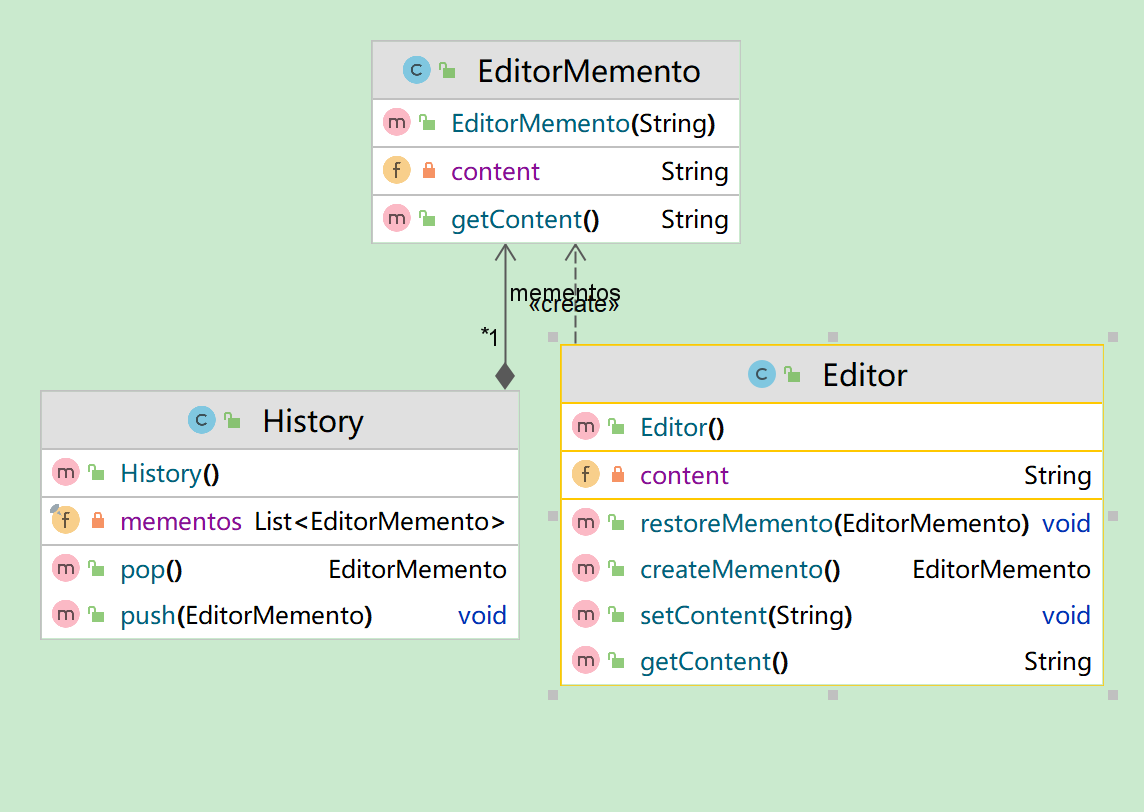 EditorMemento
EditorMemento(String)
content String
getContent() String
mementos
«create»
*1
History
History()
mementos List<EditorMemento>
pop() EditorMemento
push(EditorMemento) void
Editor
Editor()
content String
restoreMemento(EditorMemento) void
createMemento() EditorMemento
setContent(String) void
getContent() String